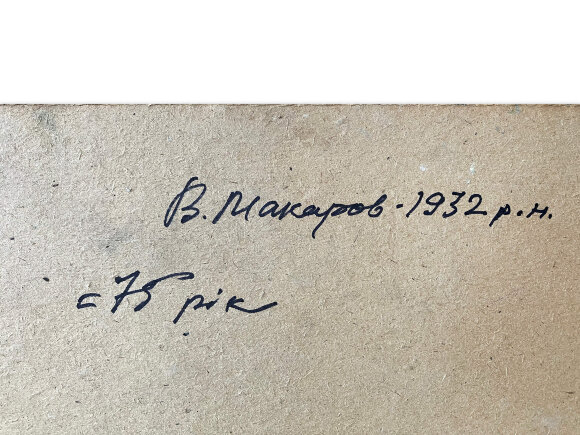 В. Макаров - 1932 р.н.
= 75 рік